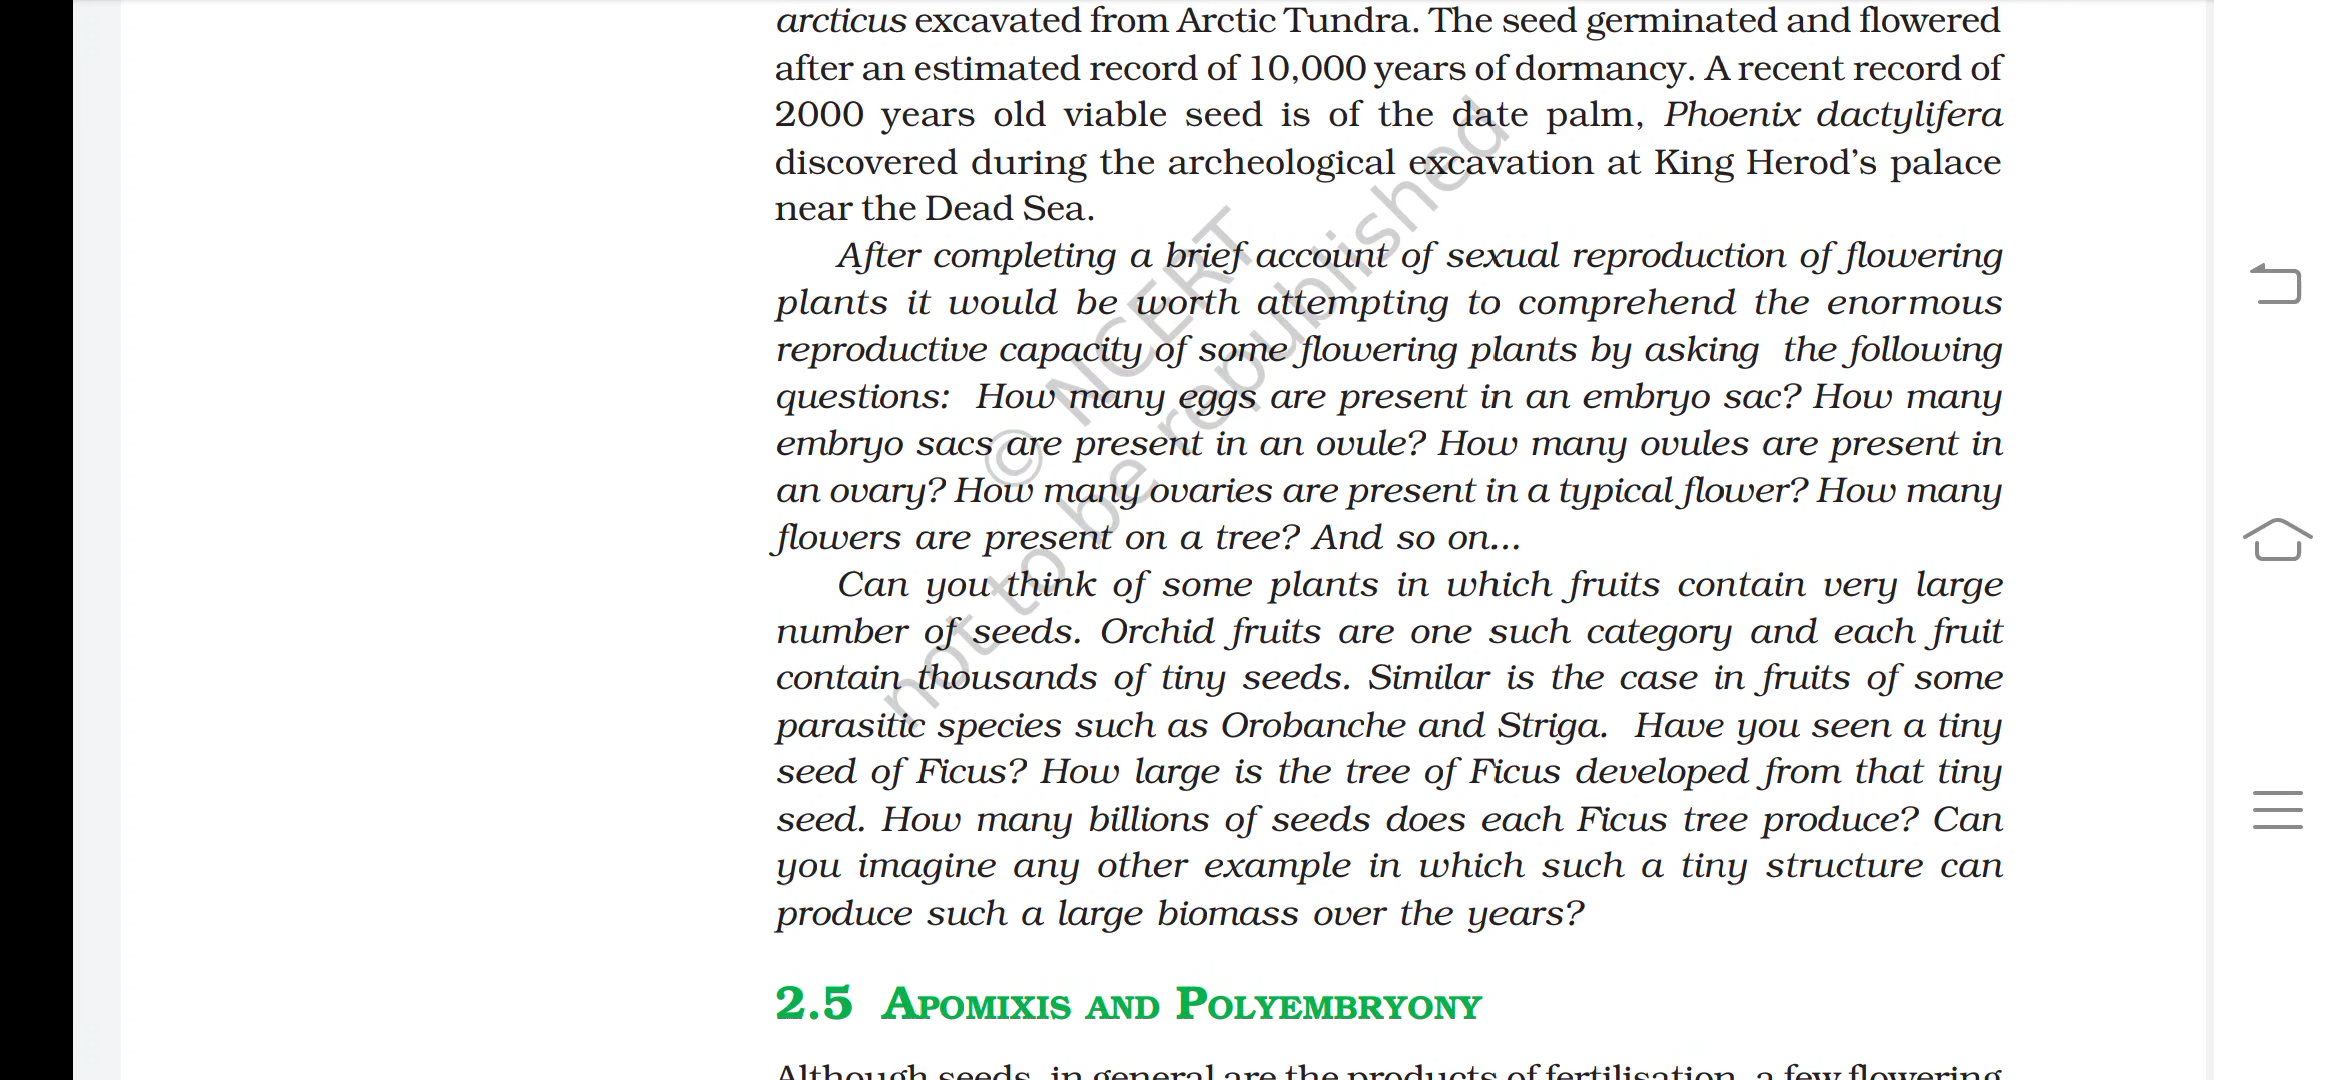 arcticus excavated from Arctic Tundra. The seed germinated and flowered
after an estimated record of 10,000 years of dormancy. A recent record of
2000 years old viable seed is of the date palm, Phoenix dactylifera
discovered during the archeological excavation at King Herod's palace
near the Dead Sea.
After completing a brief account of sexual reproduction of flowering
plants it would be worth attempting to comprehend the enormous
reproductive capacity of some flowering plants by asking the following
questions: How many eggs are present in an embryo sac? How many
embryo sacs are present in an ovule? How many ovules are present in
an ovary? How many ovaries are present in a typical flower? How many
flowers are present on a tree? And so on...
Can you think of some plants in which fruits contain very large
number of seeds. Orchid fruits are one such category and each fruit
contain thousands of tiny seeds. Similar is the case in fruits of some
parasitic species such as Orobanche and Striga. Have you seen a tiny
seed of Ficus? How large is the tree of Ficus developed from that tiny
seed. How many billions of seeds does each Ficus tree produce? Can
you imagine any other example in which such a tiny structure can
produce such a large biomass over the years?
2.5 APOMIXIS AND POLYEMBRYONY
Although seeds, in general are the products of fertilisation, a few flowering
© NCERT
not to be republished